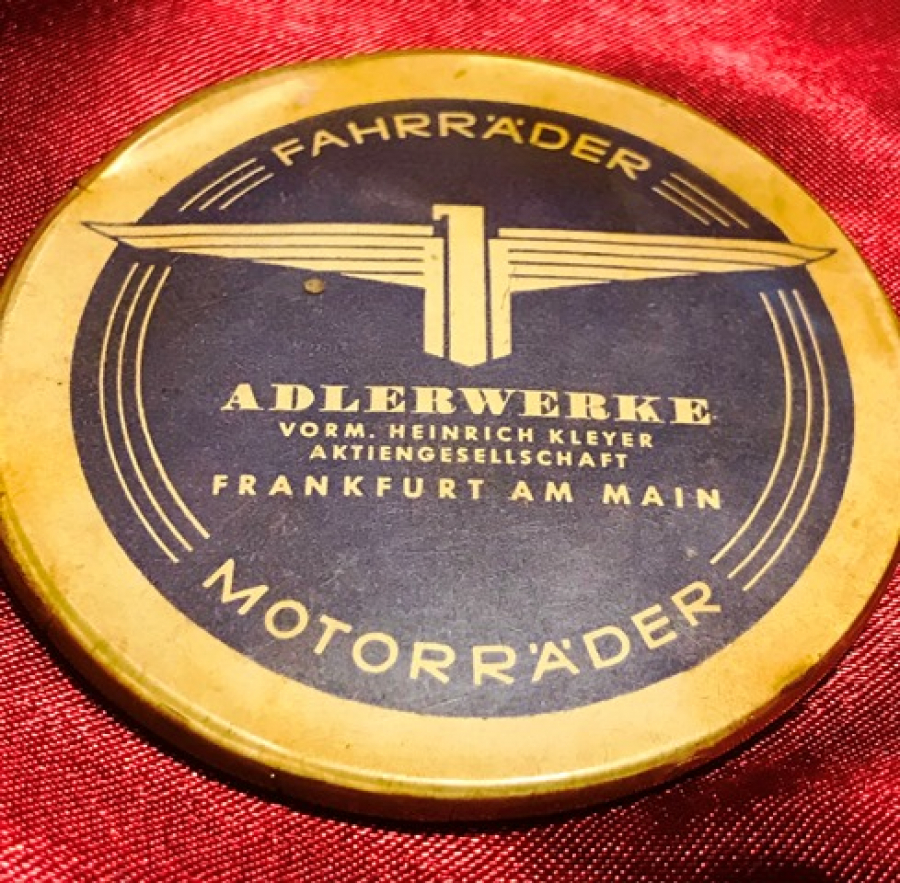 FAHRRÄDER
ADLERWERKE
VORM. HEINRICH KLEYER
AKTIENGESELLSCHAFT
FRANKFURT AM MAIN
MOTORRÄDER